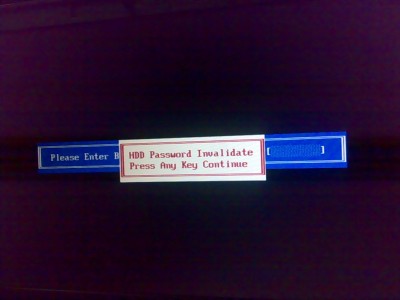 HDD Password Invalidate
Press Any Key Continue
Please Enter B [ ]